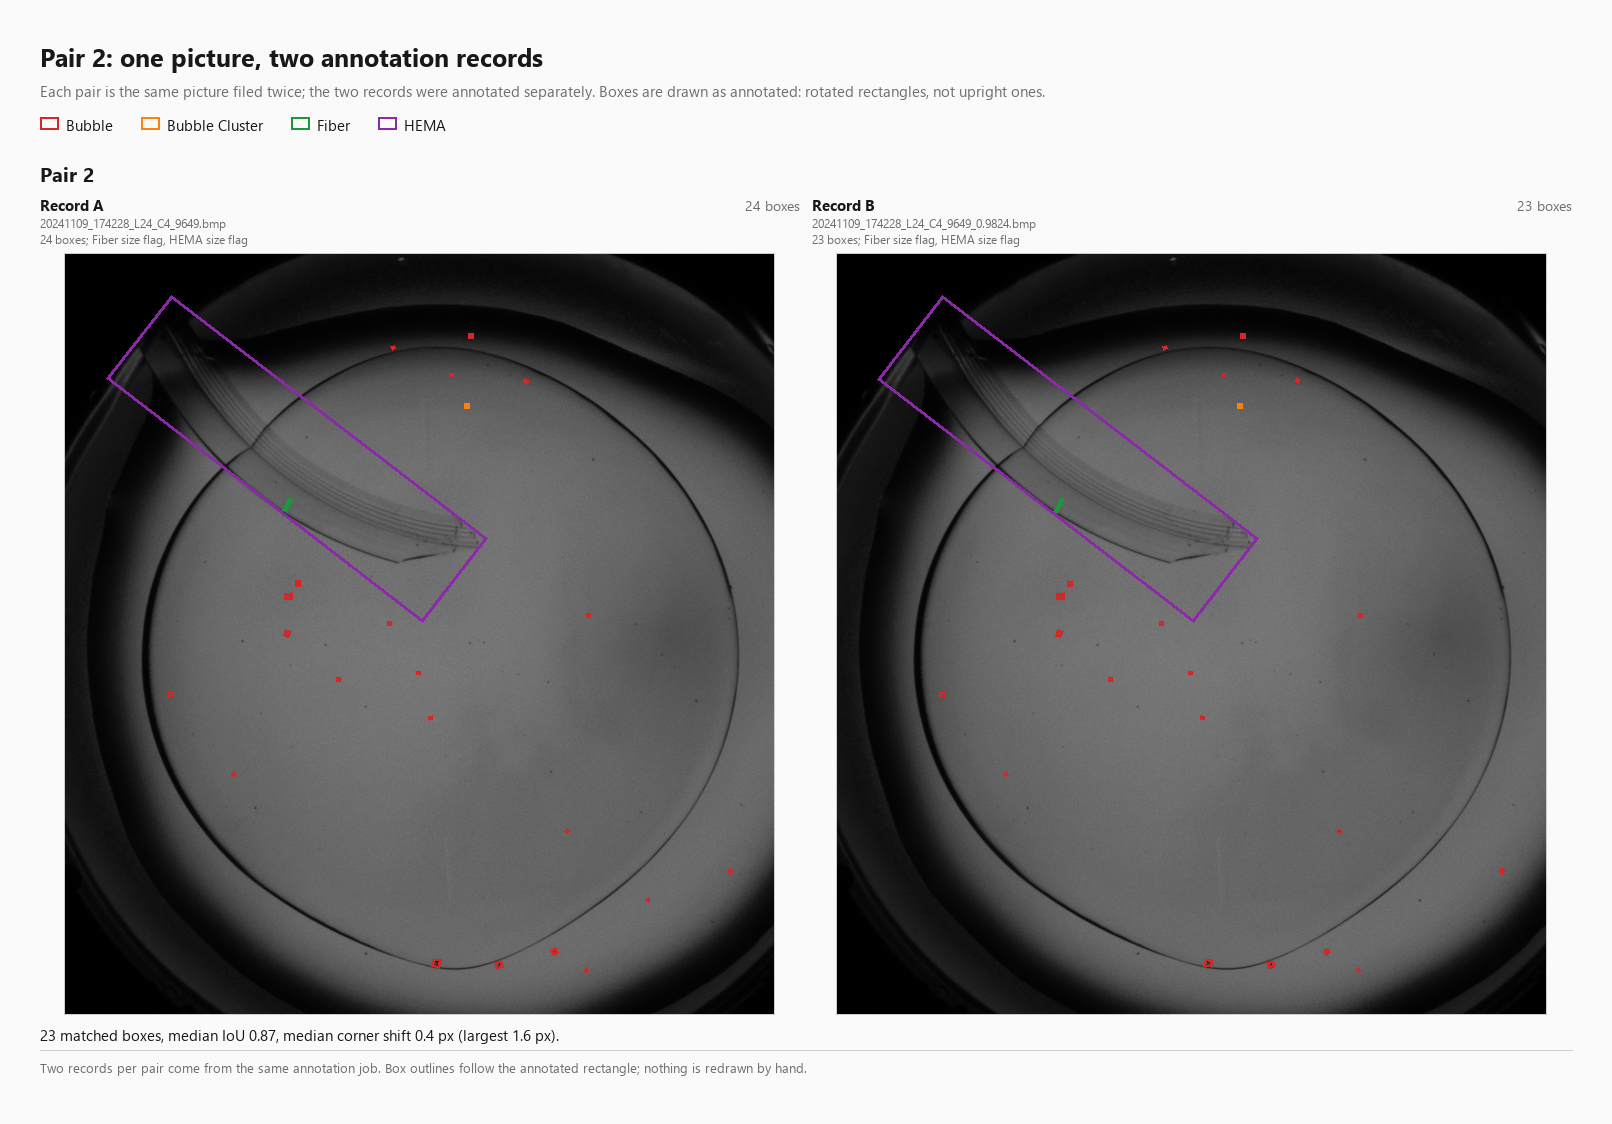 Pair 2: one picture, two annotation records
Each pair is the same picture filed twice; the two records were annotated separately. Boxes are drawn as annotated: rotated rectangles, not upright ones.
Bubble
Bubble Cluster
Fiber
HEMA
Pair 2
Record A
24 boxes
20241109_174228_L24_C4_9649.bmp
24 boxes; Fiber size flag, HEMA size flag
Record B
23 boxes
20241109_174228_L24_C4_9649_0.9824.bmp
23 boxes; Fiber size flag, HEMA size flag
23 matched boxes, median IoU 0.87, median corner shift 0.4 px (largest 1.6 px).
Two records per pair come from the same annotation job. Box outlines follow the annotated rectangle; nothing is redrawn by hand.